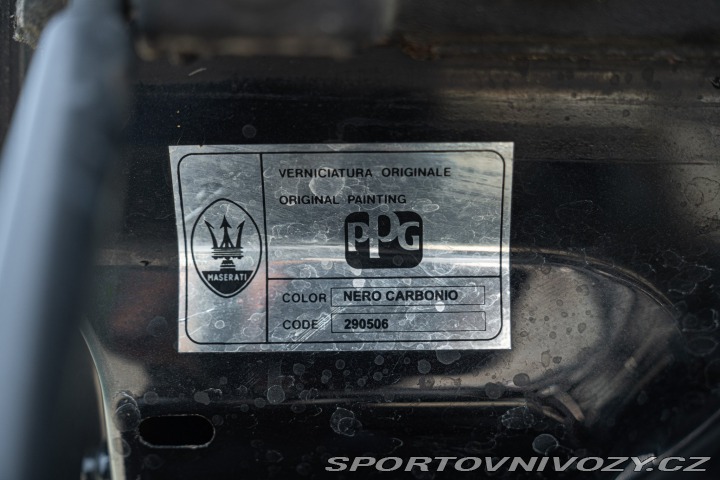 VERNICIATURA ORIGINALE
ORIGINAL PAINTING
PPG
MASERATI
COLOR NERO CARBONIO
CODE 290506
SPORTOVNIVOZY.CZ